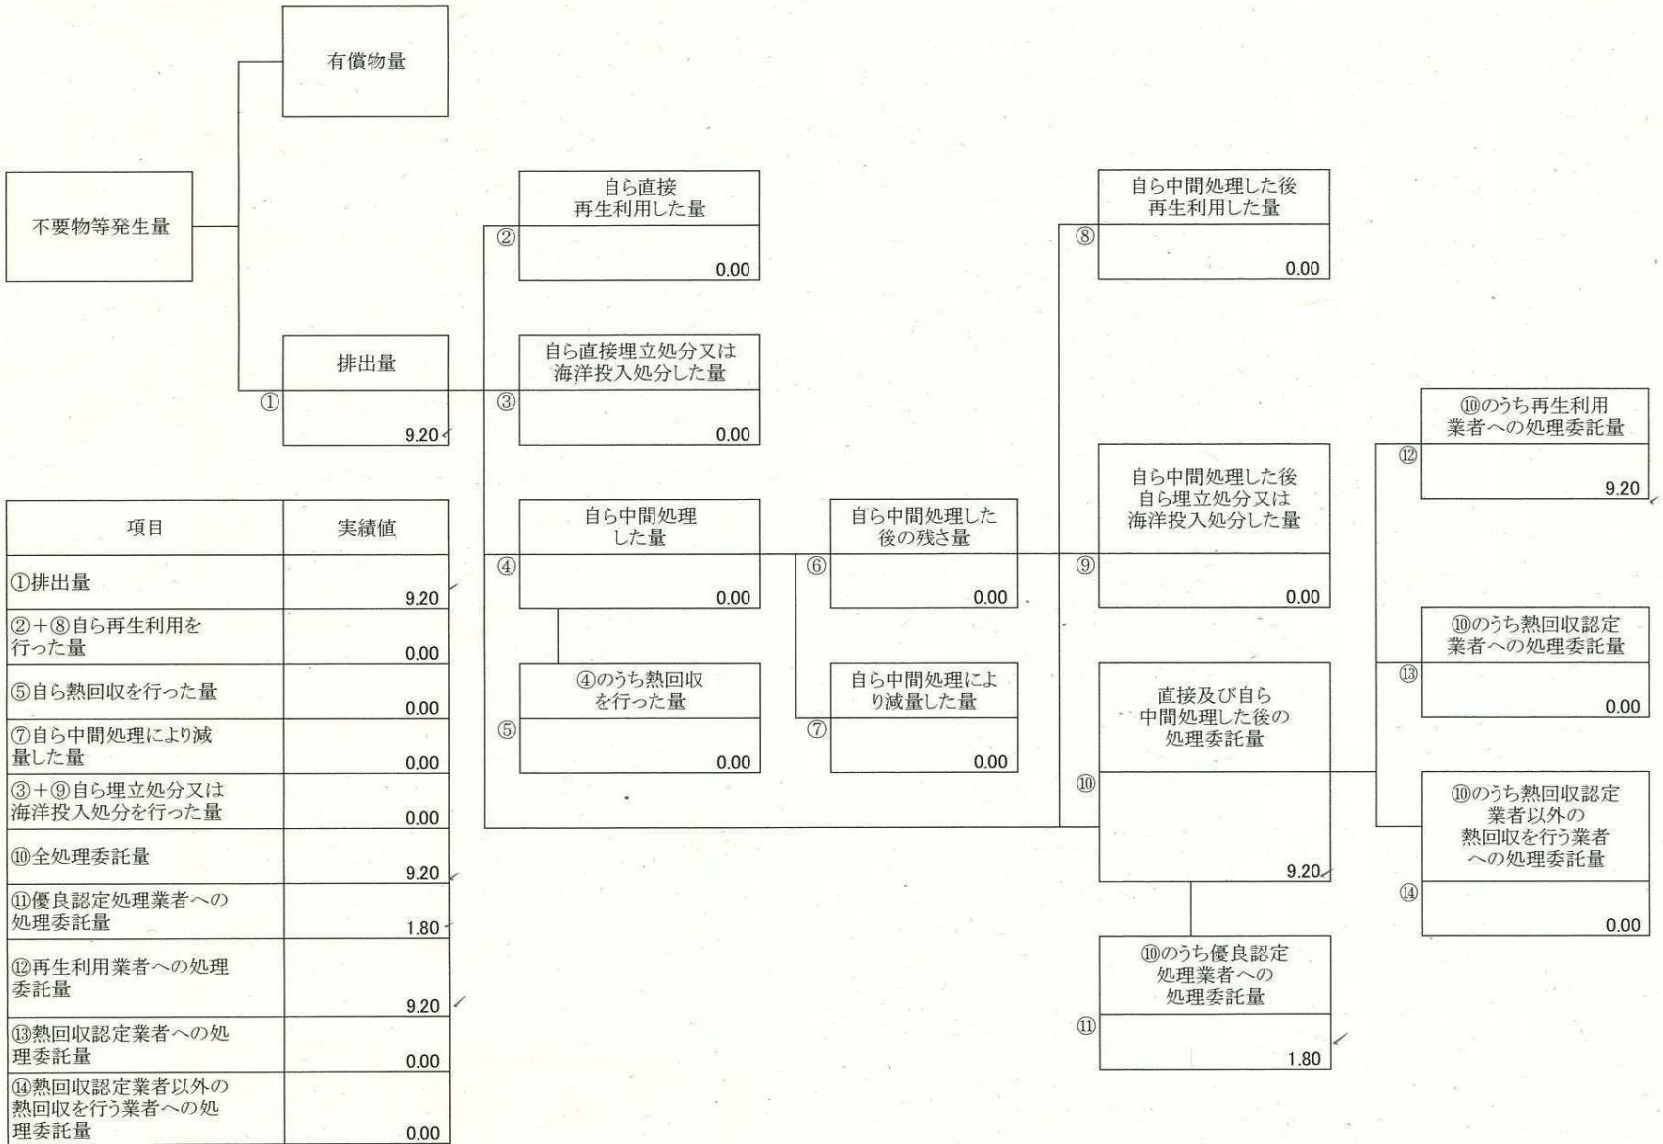 有償物量
不要物等発生量
排出量
①
9.20
自ら直接
再生利用した量
②
0.00
自ら直接埋立処分又は
海洋投入処分した量
③
0.00
自ら中間処理
した量
④
0.00
④のうち熱回収
を行った量
⑤
0.00
自ら中間処理した
後の残さ量
⑥
0.00
自ら中間処理によ
り減量した量
⑦
0.00
自ら中間処理した後
再生利用した量
⑧
0.00
自ら中間処理した後
自ら埋立処分又は
海洋投入処分した量
⑨
0.00
直接及び自ら
中間処理した後の
処理委託量
⑩
9.20
⑩のうち優良認定
処理業者への
処理委託量
⑪
1.80
⑩のうち再生利用
業者への処理委託量
⑫
9.20
⑩のうち熱回収認定
業者への処理委託量
⑬
0.00
⑩のうち熱回収認定
業者以外の
熱回収を行う業者
への処理委託量
⑭
0.00
項目 実績値
①排出量
9.20
②+⑧自ら再生利用を
行った量
0.00
⑤自ら熱回収を行った量
0.00
⑦自ら中間処理により減
量した量
0.00
③+⑨自ら埋立処分又は
海洋投入処分を行った量
0.00
⑩全処理委託量
9.20
⑪優良認定処理業者への
処理委託量
1.80
⑫再生利用業者への処理
委託量
9.20
⑬熱回収認定業者への処
理委託量
0.00
⑭熱回収認定業者以外の
熱回収を行う業者への処
理委託量
0.00